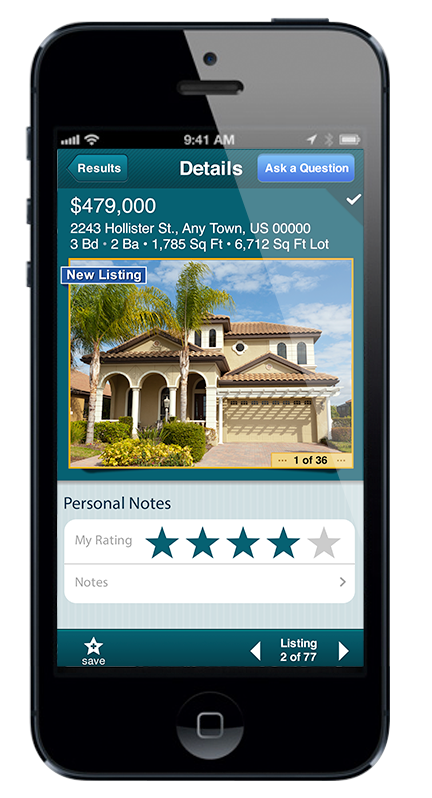 9:41 AM
Results
Details
Ask a Question
$479,000
2243 Hollister St., Any Town, US 00000
3 Bd • 2 Ba • 1,785 Sq Ft • 6,712 Sq Ft Lot
New Listing
··· 1 of 36 ···
Personal Notes
My Rating
Notes
save
Listing
2 of 77